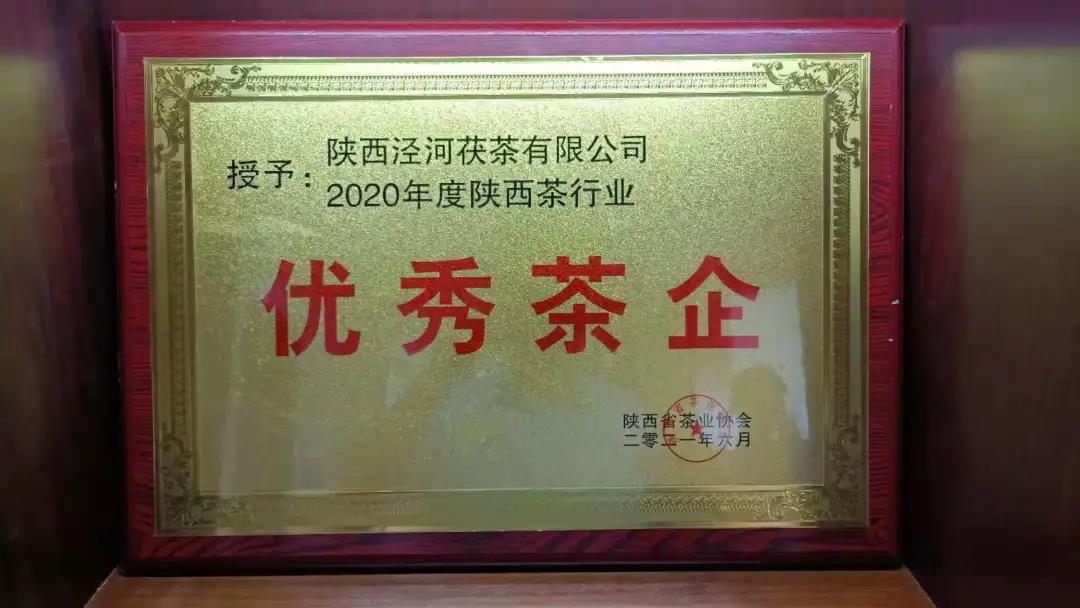 授予：
陕西泾河茯茶有限公司
2020年度陕西茶行业
优秀茶企
陕西省茶业协会
二零二一年六月